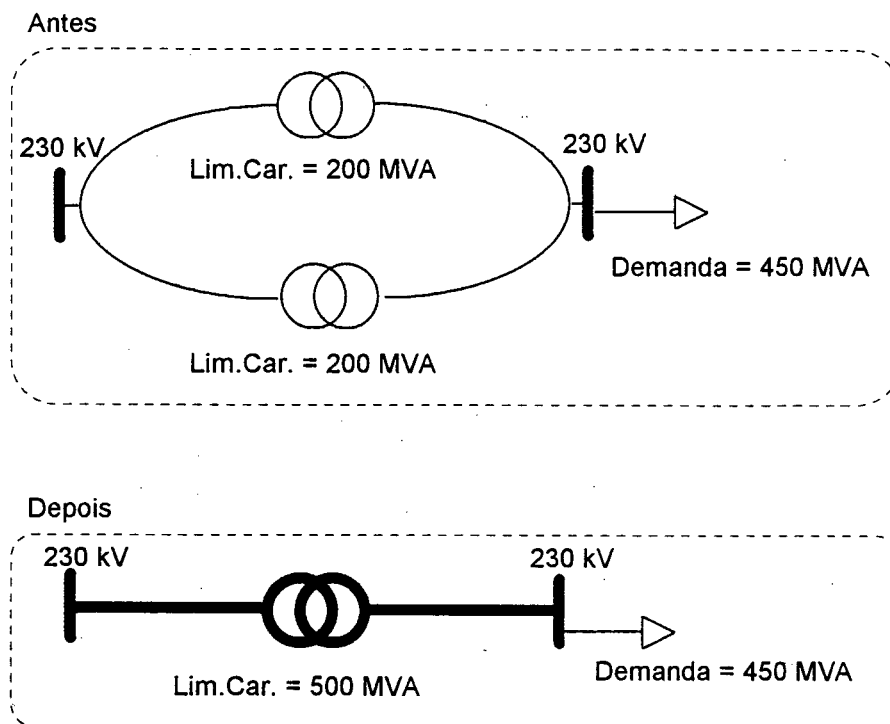 Antes
230 kV
230 kV
Lim.Car. = 200 MVA
Demanda = 450 MVA
Lim.Car. = 200 MVA
Depois
230 kV
230 kV
Lim.Car. = 500 MVA
Demanda = 450 MVA